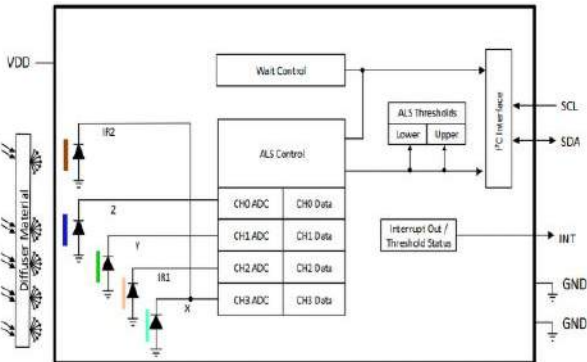 VDD
Diffuser Material
IR2
Z
Y
IR1
X
Wait Control
ALS Control
CH0 ADC CH0 Data
CH1 ADC CH1 Data
CH2 ADC CH2 Data
CH3 ADC CH3 Data
ALS Thresholds
Lower Upper
I²C Interface
Interrupt Out /
Threshold Status
SCL
SDA
INT
GND
GND